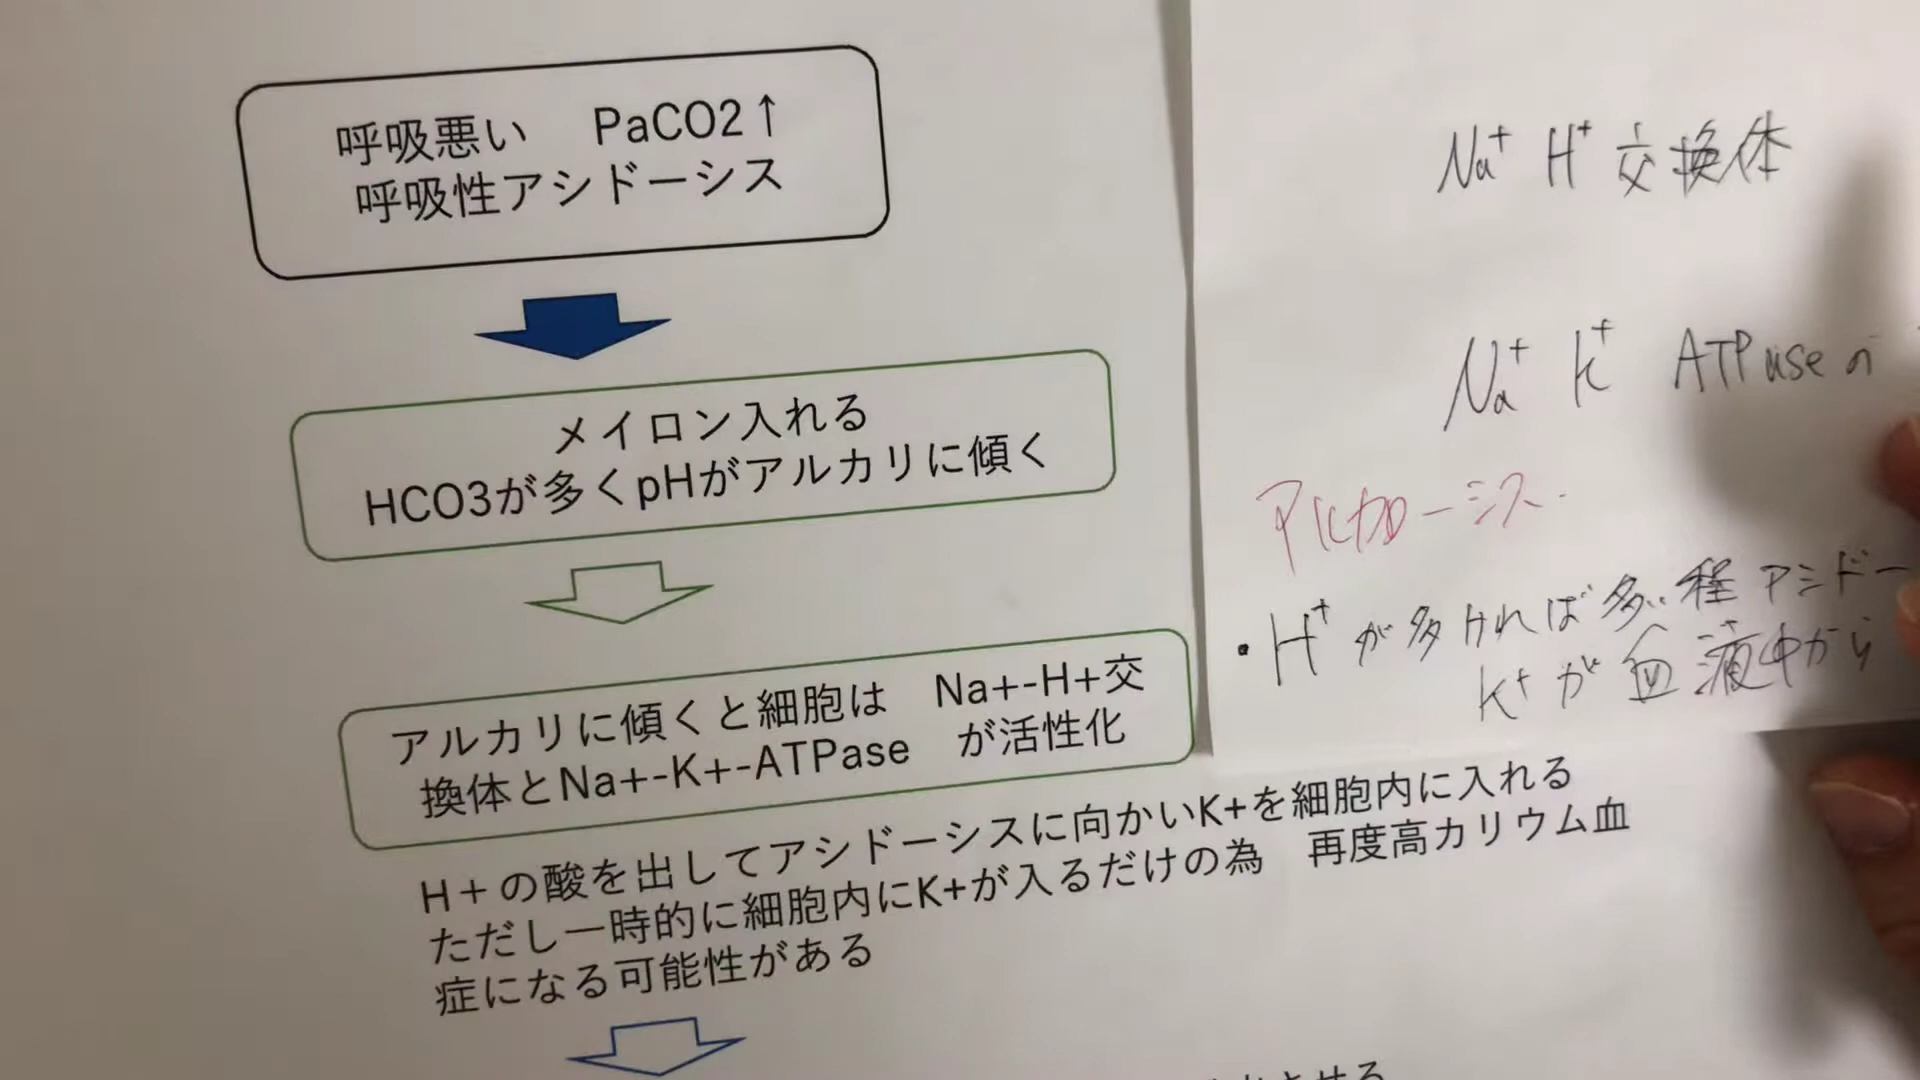 呼吸悪い PaCO2↑
呼吸性アシドーシス
メイロン入れる
HCO3が多くpHがアルカリに傾く
アルカリに傾くと細胞は Na+-H+交
換体とNa+-K+-ATPase が活性化
H+の酸を出してアシドーシスに向かいK+を細胞内に入れる
ただし一時的に細胞内にK+が入るだけの為 再度高カリウム血
症になる可能性がある
Na+ H+ 交換体
Na+ K+ ATPaseの
アルカローシス
・H+が多ければ多い程アシドー
K+が血液中から